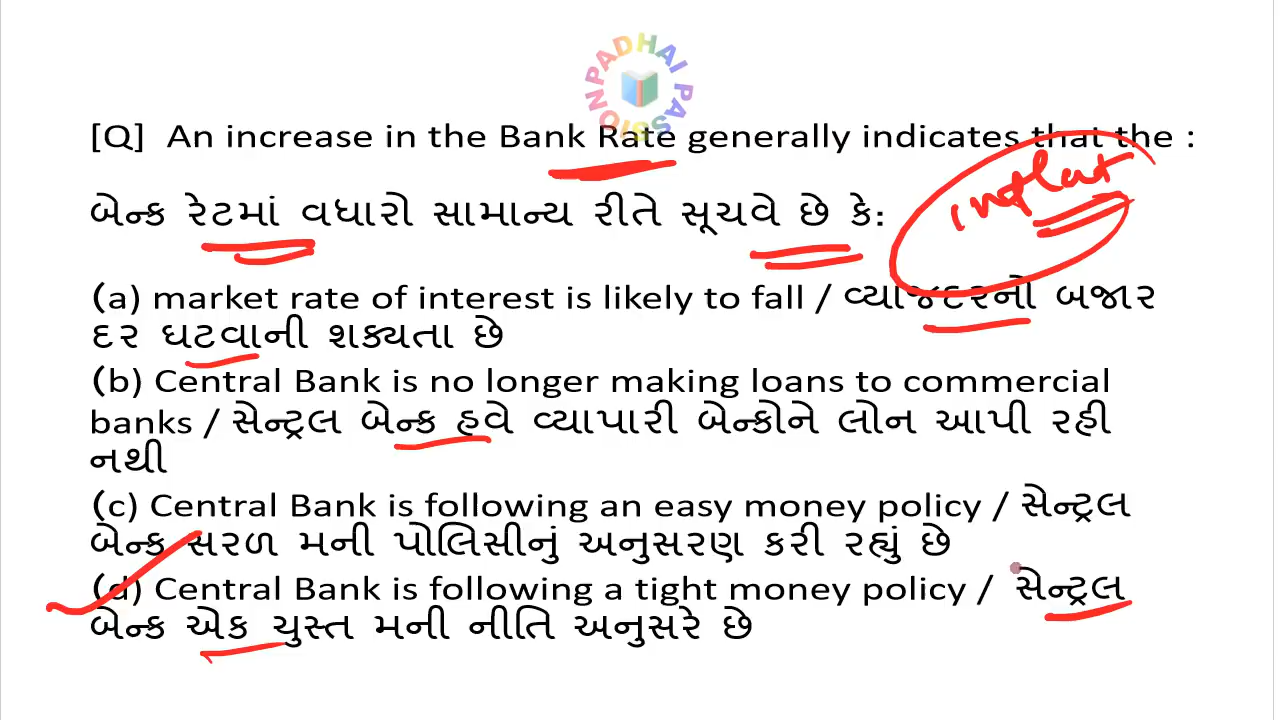 PADHAI PASSION
[Q] An increase in the Bank Rate generally indicates that the :
બેન્ક રેટમાં વધારો સામાન્ય રીતે સૂચવે છે કે:
(a) market rate of interest is likely to fall / વ્યાજદરનો બજાર
દર ઘટવાની શક્યતા છે
(b) Central Bank is no longer making loans to commercial
banks / સેન્ટ્રલ બેન્ક હવે વ્યાપારી બેન્કોને લોન આપી રહી
નથી
(c) Central Bank is following an easy money policy / સેન્ટ્રલ
બેન્ક સરળ મની પોલિસીનું અનુસરણ કરી રહ્યું છે
(d) Central Bank is following a tight money policy / સેન્ટ્રલ
બેન્ક એક ચુસ્ત મની નીતિ અનુસરે છે